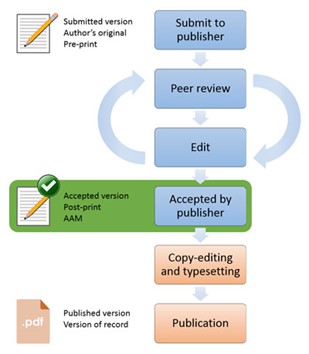 Submitted version
Author's original
Pre-print
Submit to
publisher
Peer review
Edit
Accepted version
Post-print
AAM
Accepted by
publisher
Copy-editing
and typesetting
.pdf
Published version
Version of record
Publication